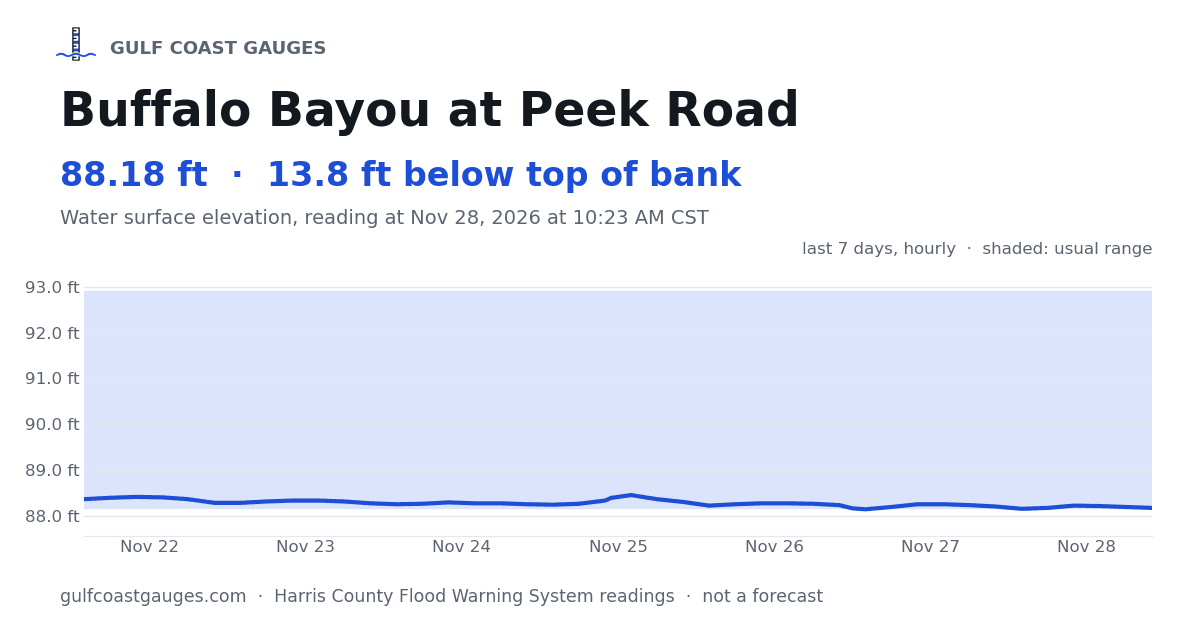 GULF COAST GAUGES
Buffalo Bayou at Peek Road
88.18 ft · 13.8 ft below top of bank
Water surface elevation, reading at Nov 28, 2026 at 10:23 AM CST
last 7 days, hourly · shaded: usual range
93.0 ft
92.0 ft
91.0 ft
90.0 ft
89.0 ft
88.0 ft
Nov 22 Nov 23 Nov 24 Nov 25 Nov 26 Nov 27 Nov 28
gulfcoastgauges.com · Harris County Flood Warning System readings · not a forecast